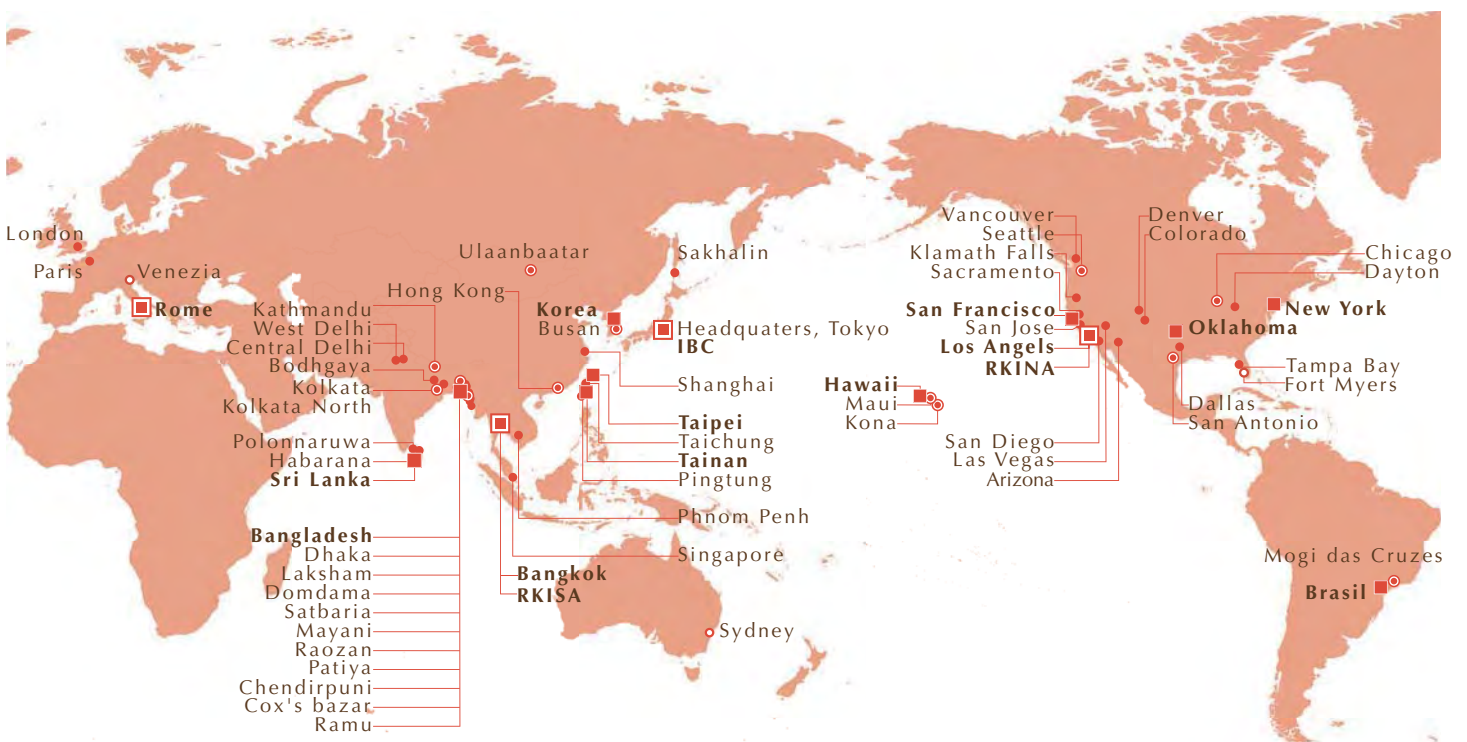 London
Paris
Venezia
Rome
Kathmandu
West Delhi
Central Delhi
Bodhgaya
Kolkata
Kolkata North
Polonnaruwa
Habarana
Sri Lanka
Bangladesh
Dhaka
Laksham
Domdama
Satbaria
Mayani
Raozan
Patiya
Chendirpuni
Cox's bazar
Ramu
Ulaanbaatar
Hong Kong
Korea
Busan
Sakhalin
Headquaters, Tokyo
IBC
Shanghai
Taipei
Taichung
Tainan
Pingtung
Phnom Penh
Singapore
Bangkok
RKISA
Sydney
Vancouver
Seattle
Klamath Falls
Sacramento
San Francisco
San Jose
Los Angels
RKINA
Hawaii
Maui
Kona
San Diego
Las Vegas
Arizona
Denver
Colorado
Chicago
Dayton
New York
Oklahoma
Tampa Bay
Fort Myers
Dallas
San Antonio
Mogi das Cruzes
Brasil